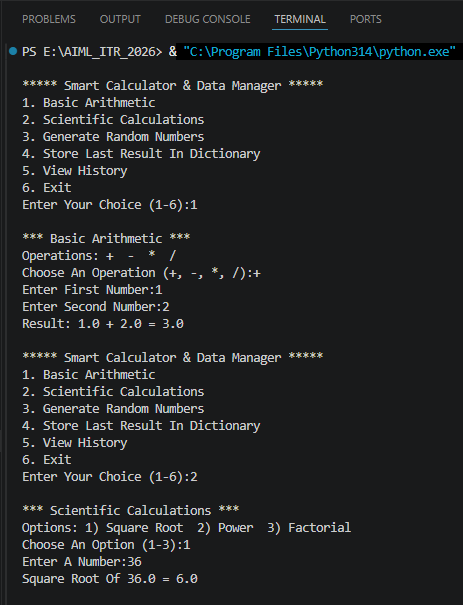 PROBLEMS OUTPUT DEBUG CONSOLE TERMINAL PORTS
PS E:\AIML_ITR_2026> & "C:\Program Files\Python314\python.exe"
***** Smart Calculator & Data Manager *****
1. Basic Arithmetic
2. Scientific Calculations
3. Generate Random Numbers
4. Store Last Result In Dictionary
5. View History
6. Exit
Enter Your Choice (1-6):1
*** Basic Arithmetic ***
Operations: +  -  *  /
Choose An Operation (+, -, *, /):+
Enter First Number:1
Enter Second Number:2
Result: 1.0 + 2.0 = 3.0
***** Smart Calculator & Data Manager *****
1. Basic Arithmetic
2. Scientific Calculations
3. Generate Random Numbers
4. Store Last Result In Dictionary
5. View History
6. Exit
Enter Your Choice (1-6):2
*** Scientific Calculations ***
Options: 1) Square Root  2) Power  3) Factorial
Choose An Option (1-3):1
Enter A Number:36
Square Root Of 36.0 = 6.0